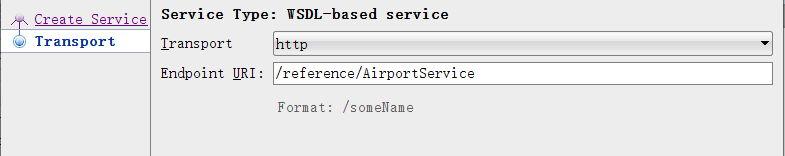 Create Service
Transport
Service Type: WSDL-based service
Transport
http
Endpoint URI:
/reference/AirportService
Format: /someName